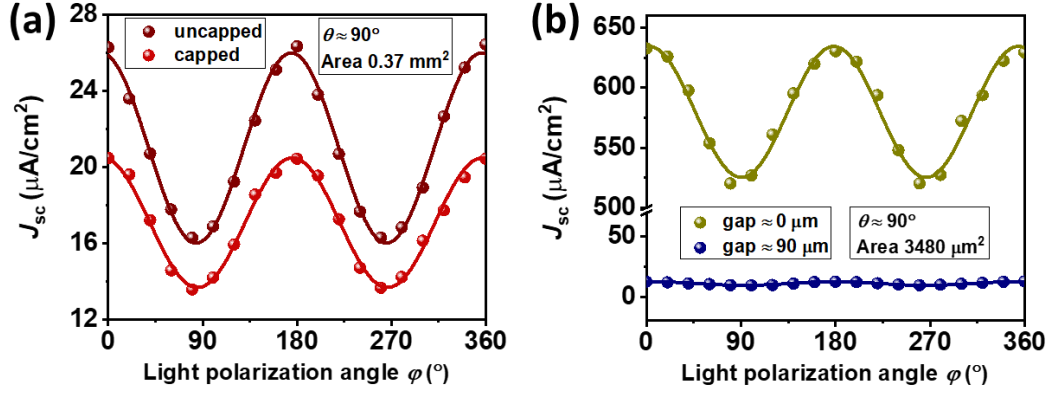 (a)
28
24
20
16
12
J_sc (μA/cm²)
uncapped
capped
θ ≈ 90°
Area 0.37 mm²
0 90 180 270 360
Light polarization angle φ (°)
(b)
650
600
550
500
50
0
J_sc (μA/cm²)
gap ≈ 0 μm
gap ≈ 90 μm
θ ≈ 90°
Area 3480 μm²
0 90 180 270 360
Light polarization angle φ (°)